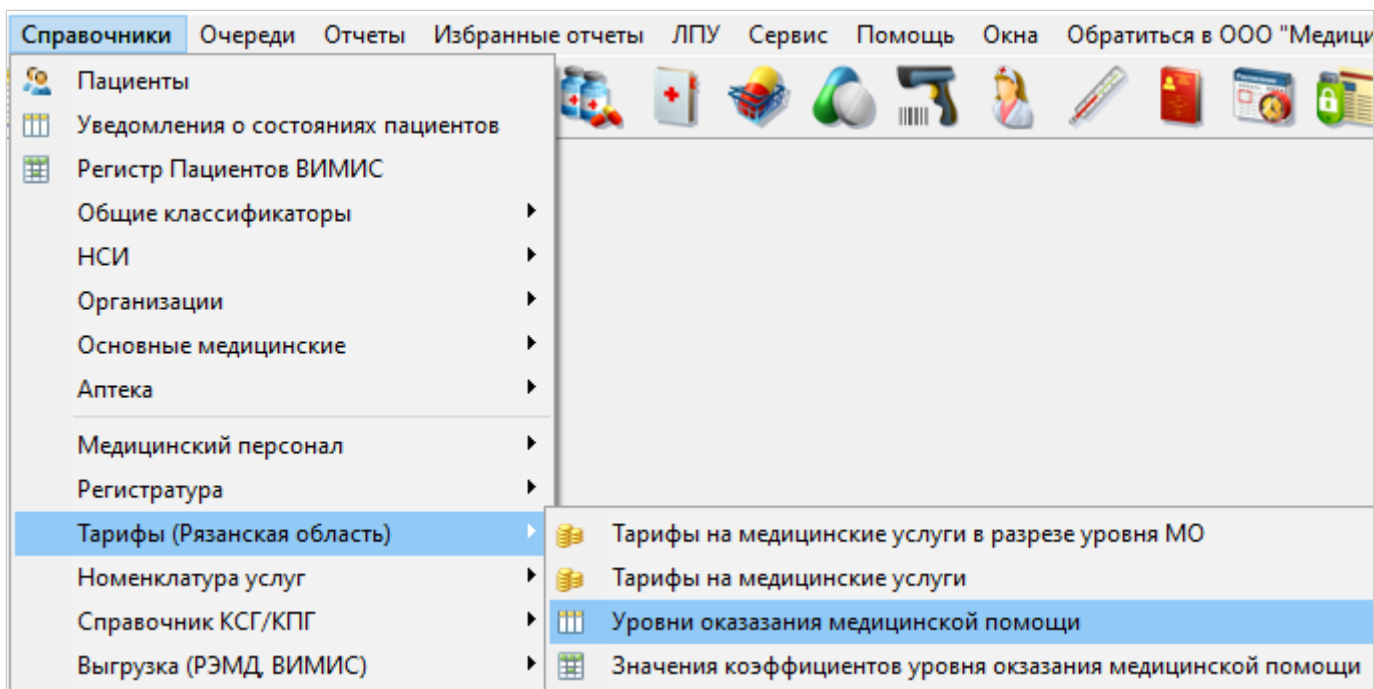 Справочники Очереди Отчеты Избранные отчеты ЛПУ Сервис Помощь Окна Обратиться в ООО "Медици
Пациенты
Уведомления о состояниях пациентов
Регистр Пациентов ВИМИС
Общие классификаторы
НСИ
Организации
Основные медицинские
Аптека
Медицинский персонал
Регистратура
Тарифы (Рязанская область)
Номенклатура услуг
Справочник КСГ/КПГ
Выгрузка (РЭМД, ВИМИС)
Тарифы на медицинские услуги в разрезе уровня МО
Тарифы на медицинские услуги
Уровни оказазания медицинской помощи
Значения коэффициентов уровня окзазания медицинской помощи